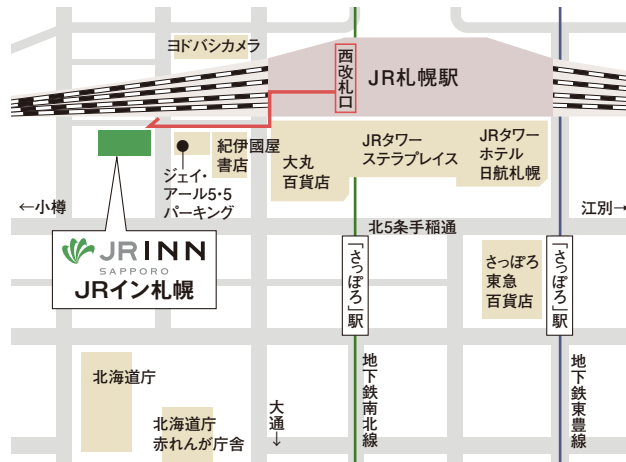 ヨドバシカメラ
西改札口
JR札幌駅
紀伊國屋
書店
ジェイ・
アール5・5
パーキング
大丸
百貨店
JRタワー
ステラプレイス
JRタワー
ホテル
日航札幌
←小樽
江別→
北5条手稲通
JRINN
SAPPORO
JRイン札幌
「さっぽろ」駅
さっぽろ
東急
百貨店
「さっぽろ」駅
北海道庁
北海道庁
赤れんが庁舎
大通→
地下鉄南北線
地下鉄東豊線